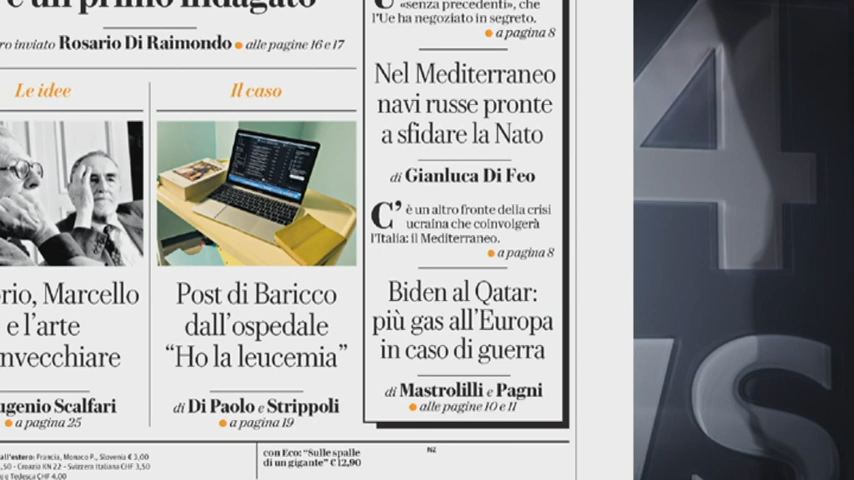 e un primo indagato
inviato Rosario Di Raimondo • alle pagine 16 e 17
Le idee
Marcello
e l'arte
Scalfari
• a pagina 25
Il caso
Post di Baricco
dall'ospedale
“Ho la leucemia”
di Di Paolo e Strippoli
• a pagina 19
«senza precedenti», che
l'Ue ha negoziato in segreto.
• a pagina 8
Nel Mediterraneo
navi russe pronte
a sfidare la Nato
di Gianluca Di Feo
C'è un altro fronte della crisi
ucraina che coinvolgerà
l'Italia: il Mediterraneo.
• a pagina 8
Biden al Qatar:
più gas all'Europa
in caso di guerra
di Mastrolilli e Pagni
• alle pagine 10 e 11
all'estero: Francia, Monaco P., Slovenia € 3,00
,50 - Croazia KN 22 - Svizzera Italiana CHF 3,50
e Tedesca CHF 4,00
con Eco: “Sulle spalle
di un gigante” € 12,90
NZ
4